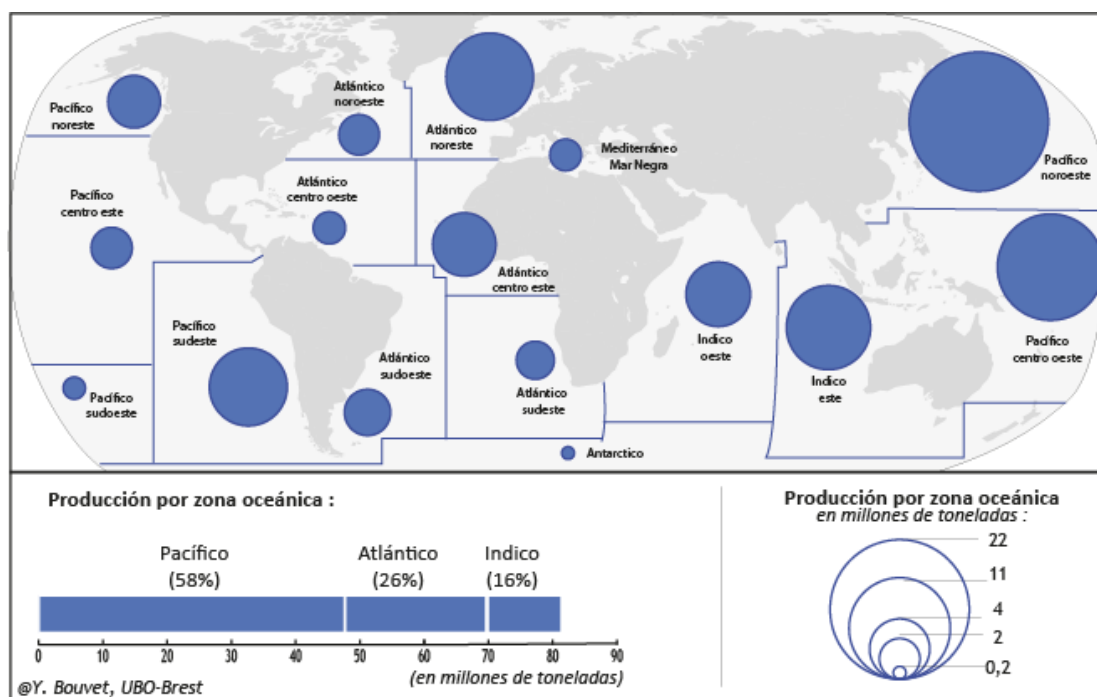 Pacífico
noreste
Atlántico
noroeste
Atlántico
noreste
Mediterráneo
Mar Negra
Pacífico
noroeste
Pacífico
centro este
Atlántico
centro oeste
Atlántico
centro este
Indico
oeste
Indico
este
Pacífico
centro oeste
Pacífico
sudeste
Atlántico
sudoeste
Atlántico
sudeste
Pacífico
sudoeste
Antarctico
Producción por zona oceánica :
Pacífico
(58%)
Atlántico
(26%)
Indico
(16%)
0 10 20 30 40 50 60 70 80 90
(en millones de toneladas)
@Y. Bouvet, UBO-Brest
Producción por zona oceánica
en millones de toneladas :
22
11
4
2
0,2